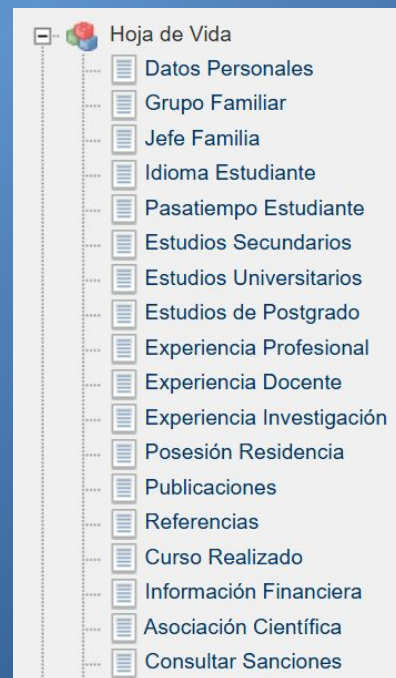 Hoja de Vida
Datos Personales
Grupo Familiar
Jefe Familia
Idioma Estudiante
Pasatiempo Estudiante
Estudios Secundarios
Estudios Universitarios
Estudios de Postgrado
Experiencia Profesional
Experiencia Docente
Experiencia Investigación
Posesión Residencia
Publicaciones
Referencias
Curso Realizado
Información Financiera
Asociación Científica
Consultar Sanciones